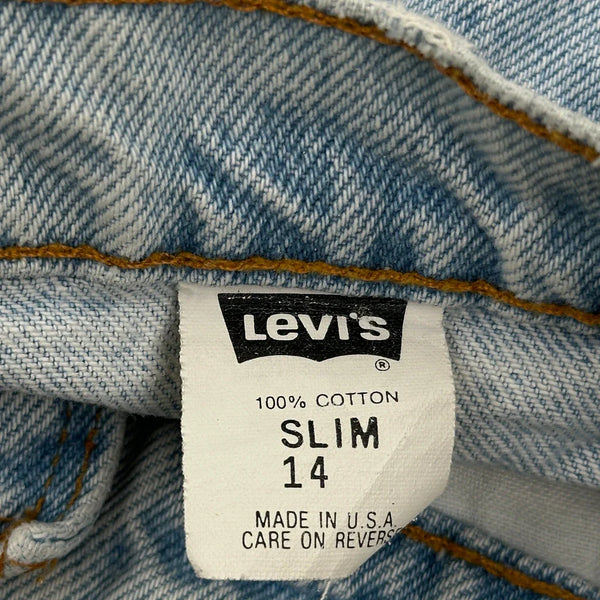 Levi's
®
100% COTTON
SLIM
14
MADE IN U.S.A.
CARE ON REVERSE